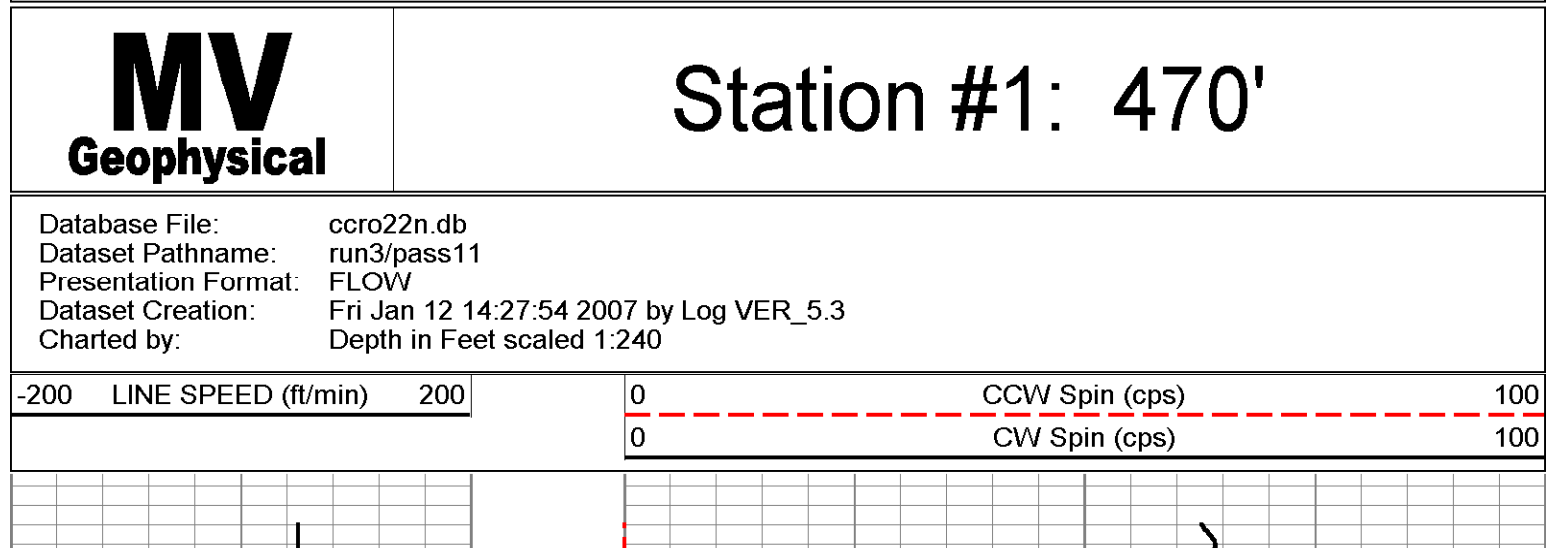 MV
Geophysical
Station #1: 470'
Database File: ccro22n.db
Dataset Pathname: run3/pass11
Presentation Format: FLOW
Dataset Creation: Fri Jan 12 14:27:54 2007 by Log VER_5.3
Charted by: Depth in Feet scaled 1:240
-200 LINE SPEED (ft/min) 200
0 CCW Spin (cps) 100
0 CW Spin (cps) 100